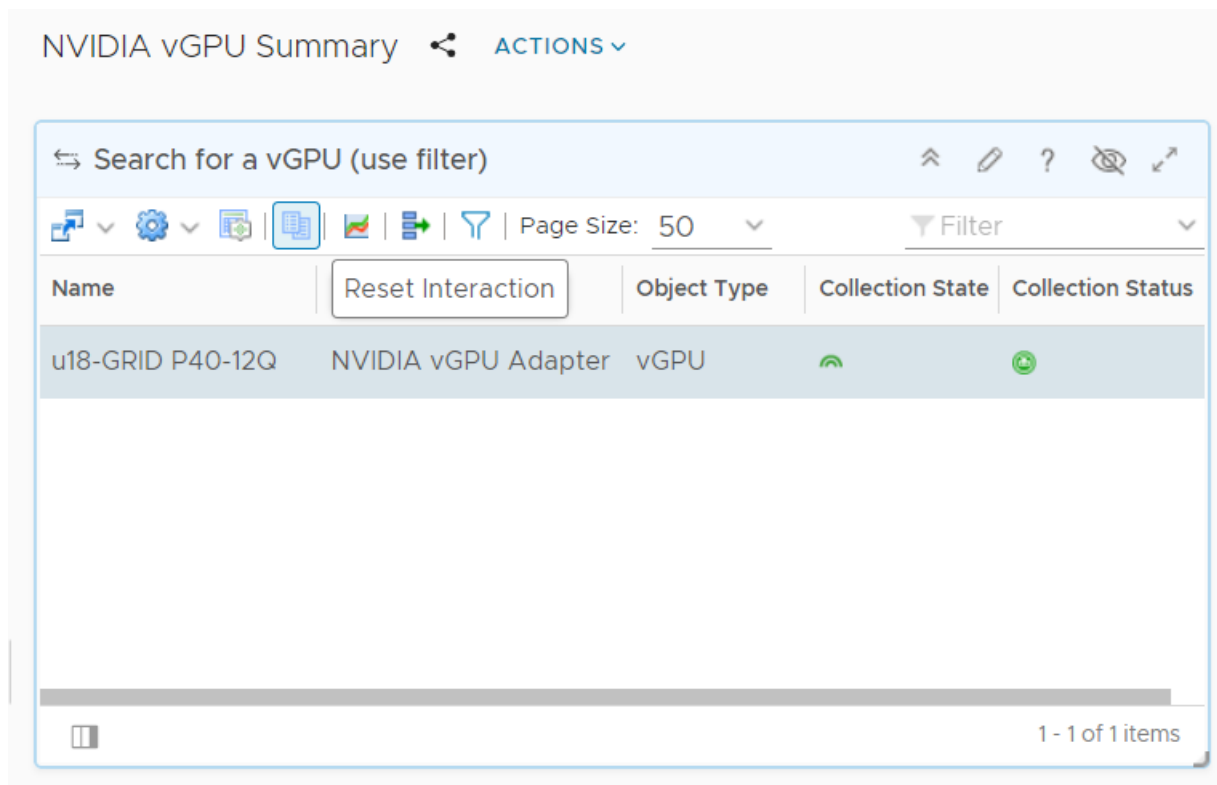 NVIDIA vGPU Summary ACTIONS
Search for a vGPU (use filter) ?
Page Size: 50 Filter
Name Reset Interaction Object Type Collection State Collection Status
u18-GRID P40-12Q NVIDIA vGPU Adapter vGPU
1 - 1 of 1 items